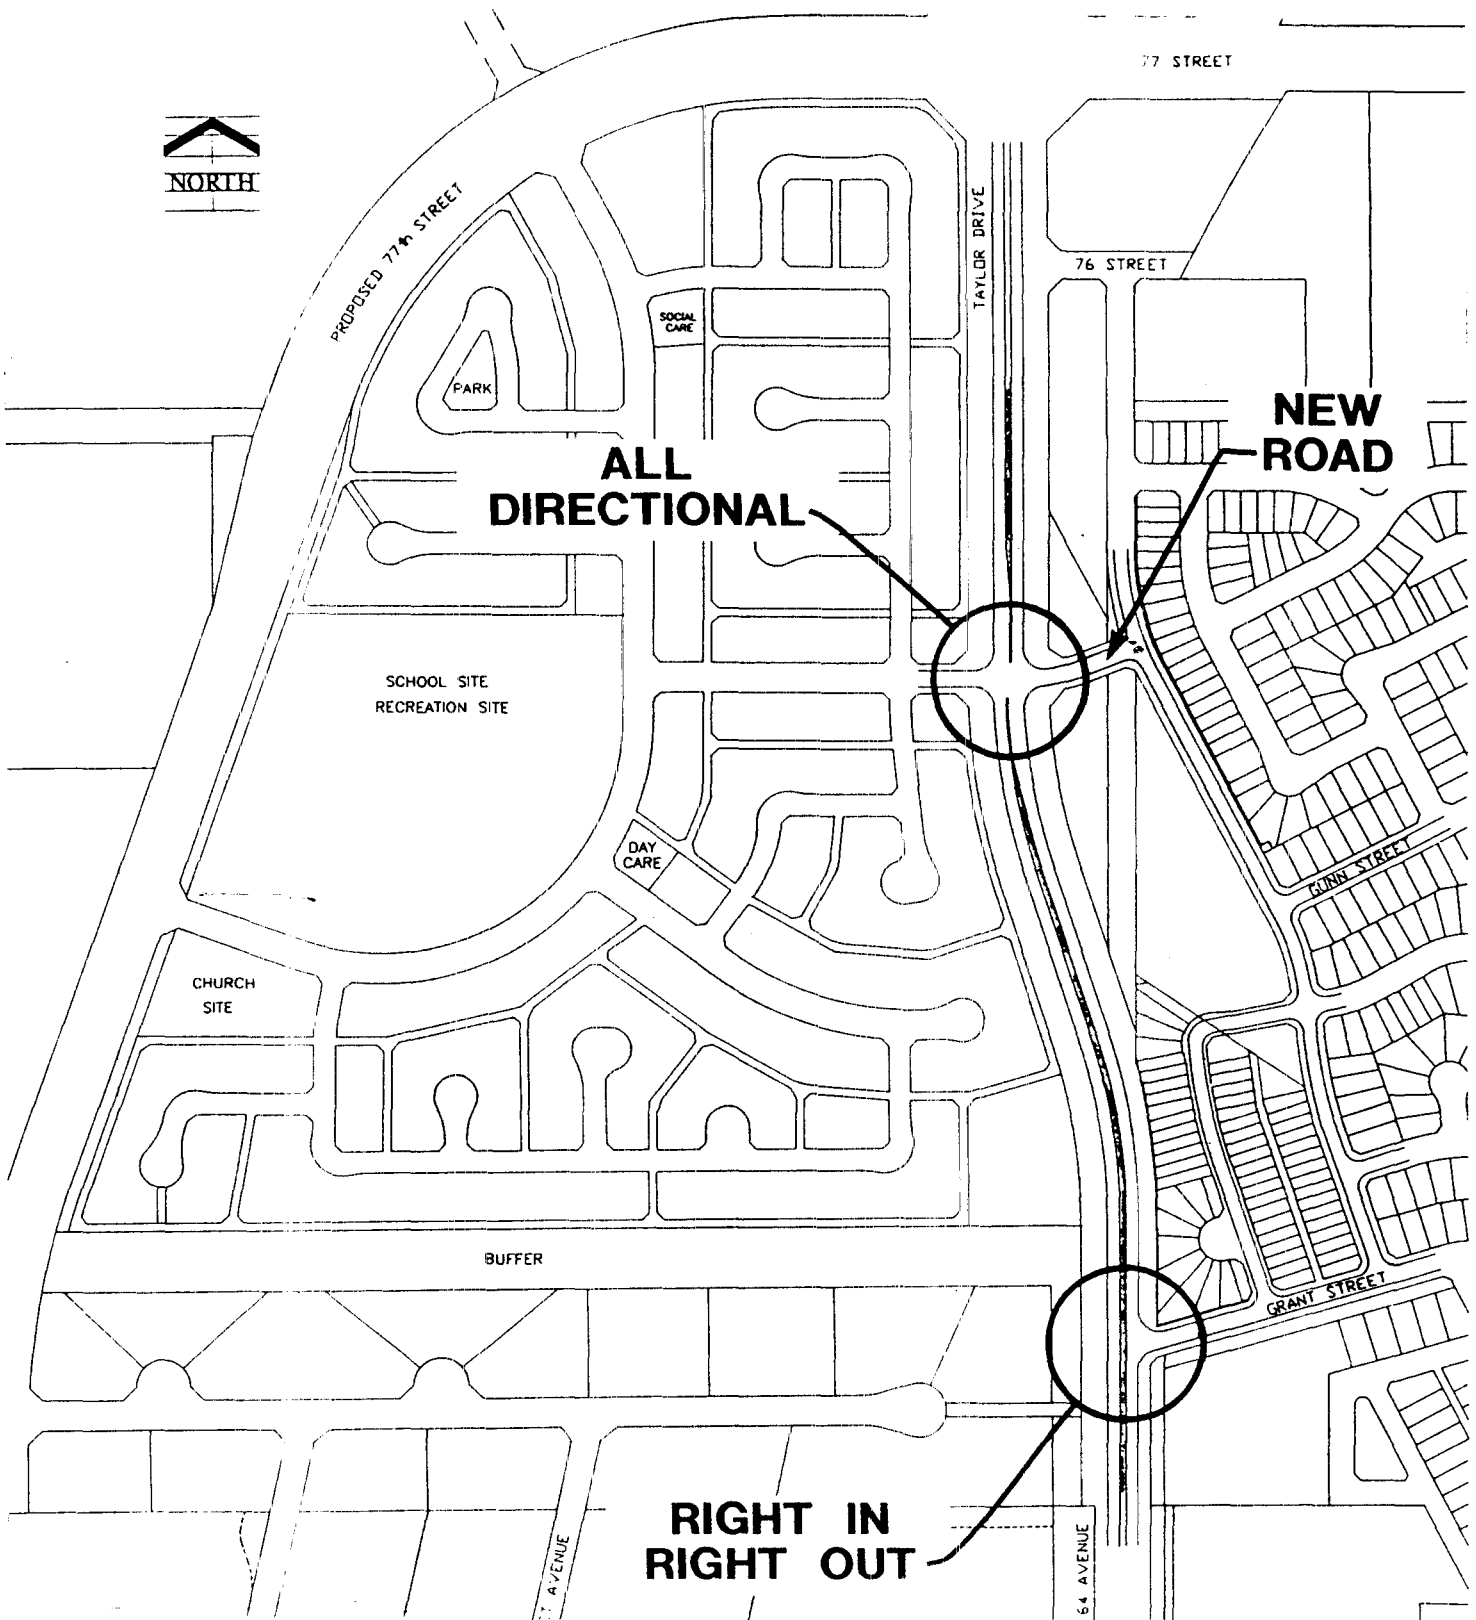 77 STREET
NORTH
PROPOSED 77th STREET
TAYLOR DRIVE
76 STREET
SOCIAL
CARE
PARK
NEW
ROAD
ALL
DIRECTIONAL
SCHOOL SITE
RECREATION SITE
DAY
CARE
GUNN STREET
CHURCH
SITE
BUFFER
GRANT STREET
RIGHT IN
RIGHT OUT
AVENUE
64 AVENUE